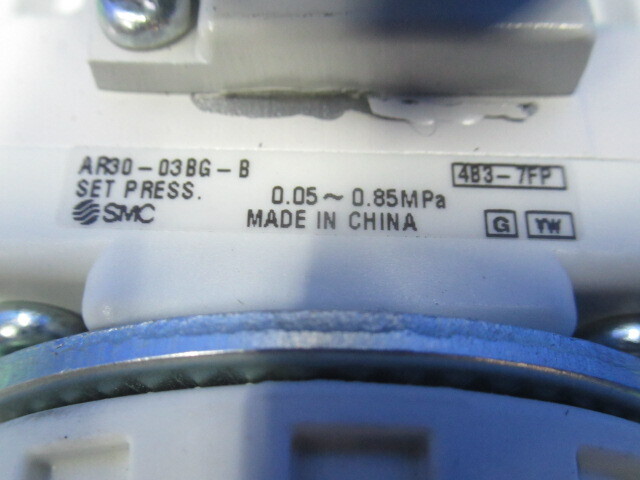 AR30-03BG-B
SET PRESS. 0.05~0.85MPa
SMC MADE IN CHINA
4B3-7FP
G YW